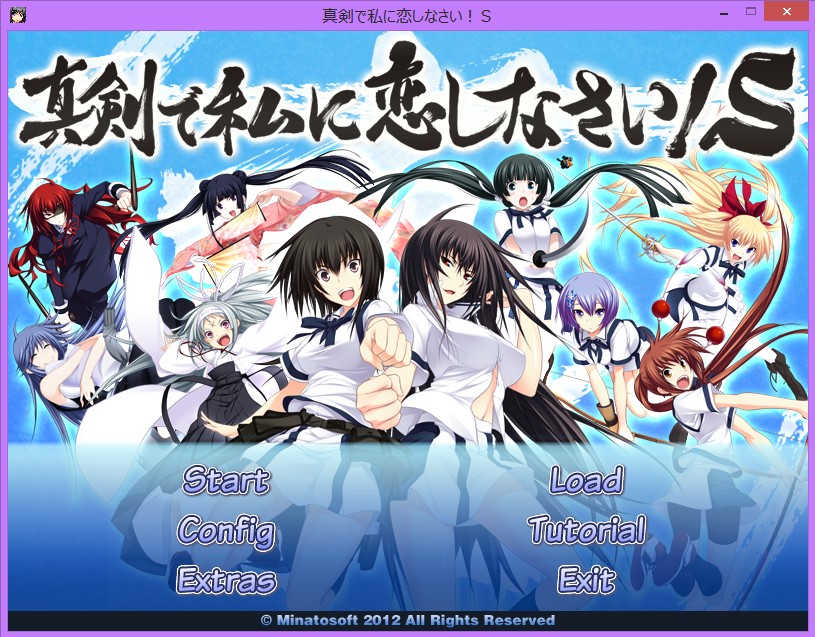 真剣で私に恋しなさい！Ｓ
真剣で私に恋しなさい！S
Start
Load
Config
Tutorial
Extras
Exit
© Minatosoft 2012 All Rights Reserved